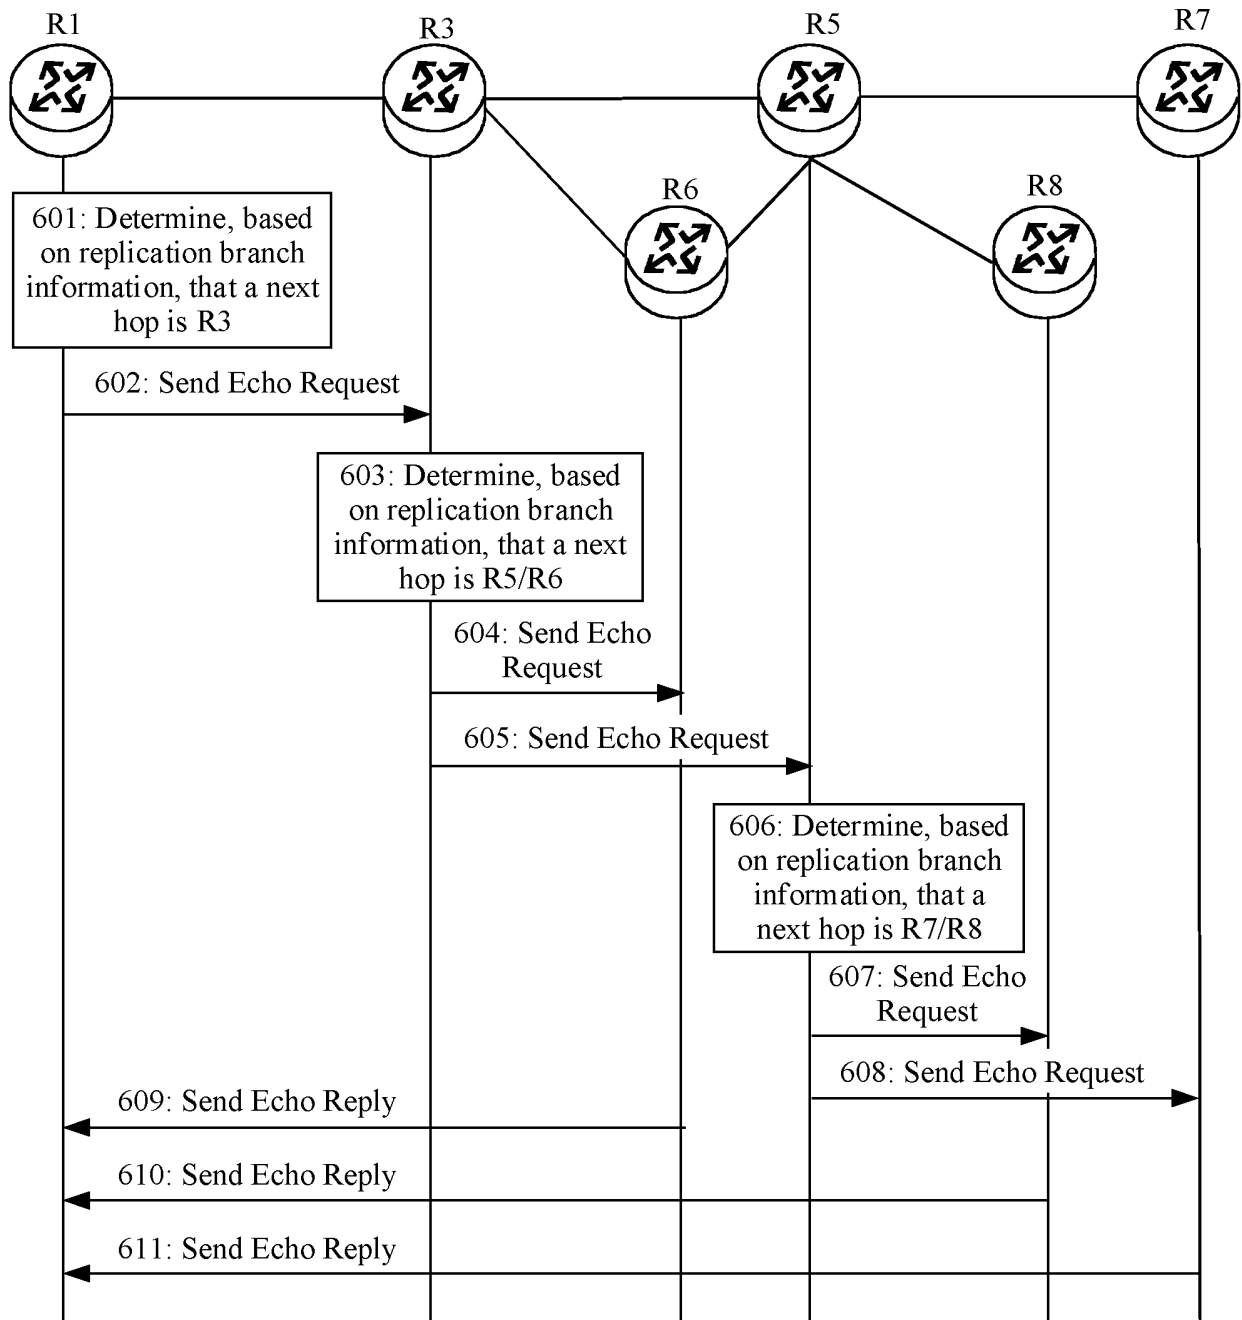 R1
R3
R5
R7
R6
R8
601: Determine, based
on replication branch
information, that a next
hop is R3
602: Send Echo Request
603: Determine, based
on replication branch
information, that a next
hop is R5/R6
604: Send Echo
Request
605: Send Echo Request
606: Determine, based
on replication branch
information, that a
next hop is R7/R8
607: Send Echo
Request
608: Send Echo Request
609: Send Echo Reply
610: Send Echo Reply
611: Send Echo Reply